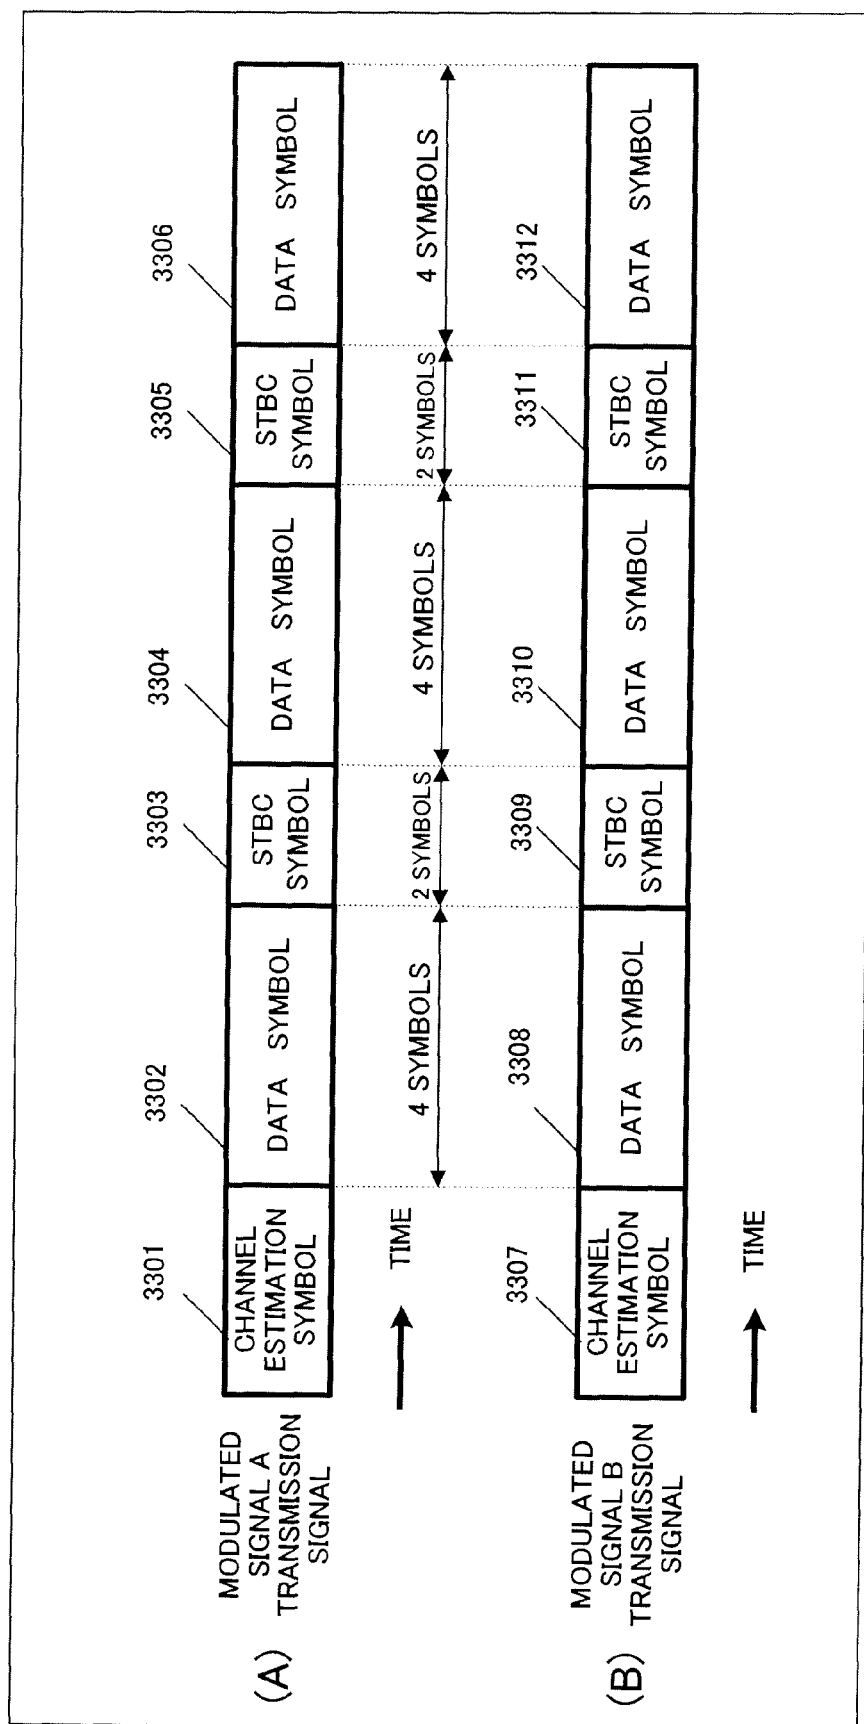 (A)
MODULATED
SIGNAL A
TRANSMISSION
SIGNAL
3301
3302
3303
3304
3305
3306
CHANNEL
ESTIMATION
SYMBOL
DATA SYMBOL
STBC
SYMBOL
DATA SYMBOL
STBC
SYMBOL
DATA SYMBOL
TIME
4 SYMBOLS
2 SYMBOLS
4 SYMBOLS
2 SYMBOLS
4 SYMBOLS
(B)
MODULATED
SIGNAL B
TRANSMISSION
SIGNAL
3307
3308
3309
3310
3311
3312
CHANNEL
ESTIMATION
SYMBOL
DATA SYMBOL
STBC
SYMBOL
DATA SYMBOL
STBC
SYMBOL
DATA SYMBOL
TIME